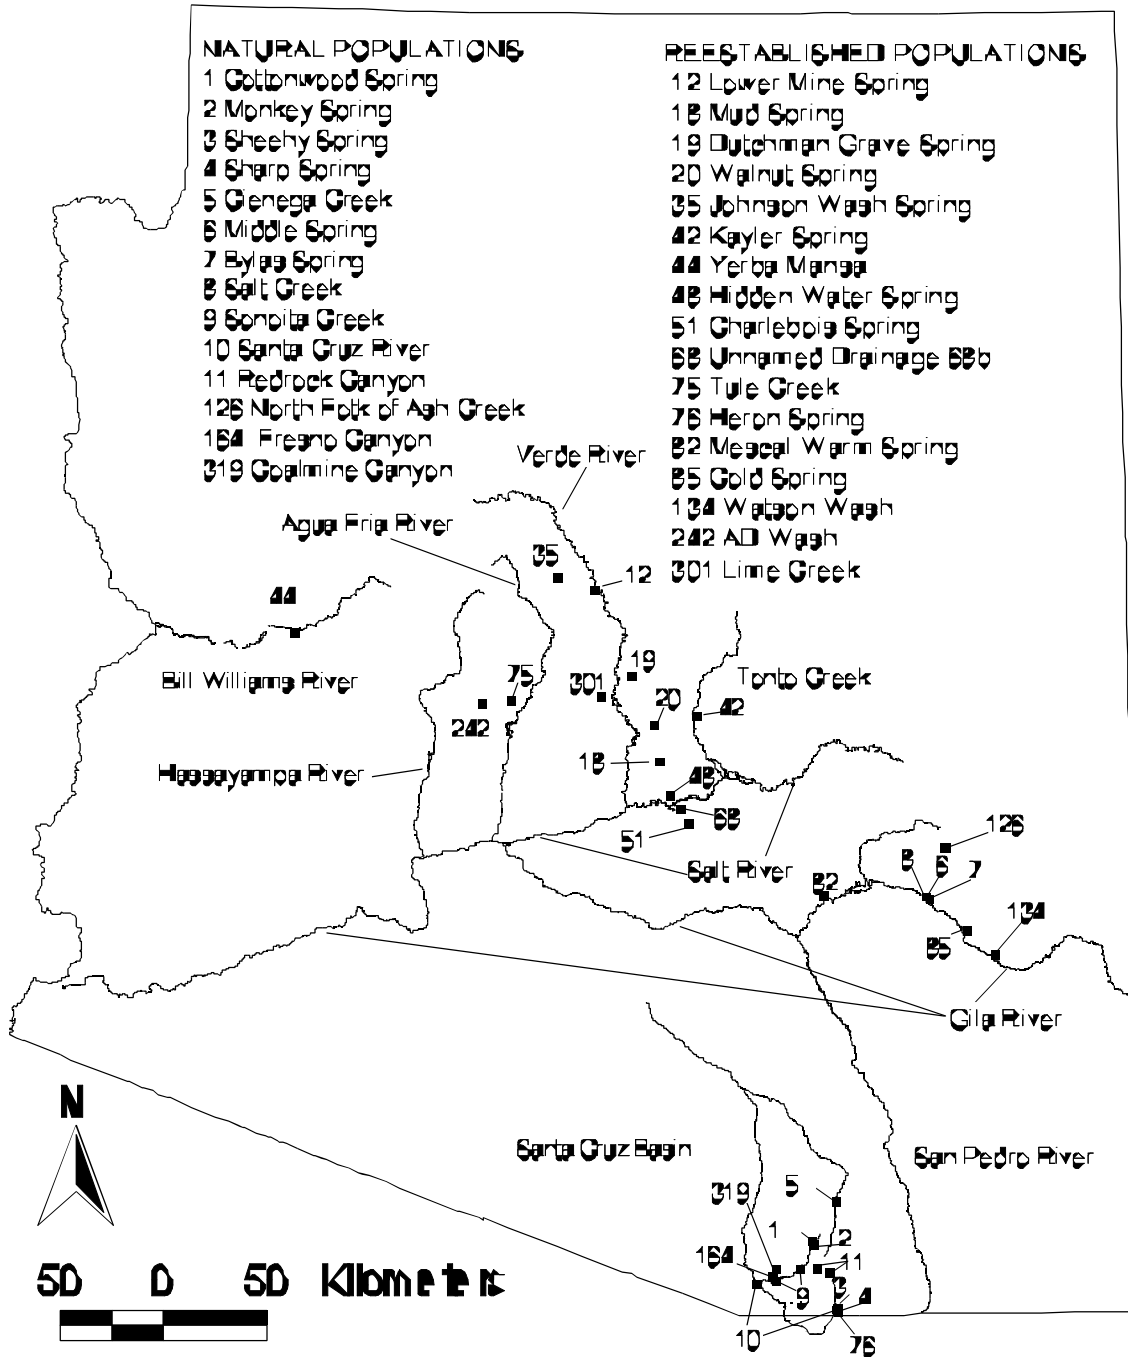 NATURAL POPULATIONS
1 Cottonwood Spring
2 Monkey Spring
3 Sheehy Spring
4 Sharp Spring
5 Cienega Creek
6 Middle Spring
7 Bylas Spring
8 Salt Creek
9 Sonoita Creek
10 Santa Cruz River
11 Redrock Canyon
126 North Fotk of Ash Creek
164 Fresno Canyon
319 Coalmine Canyon
REESTABLISHED POPULATIONS
12 Lower Mine Spring
18 Mud Spring
19 Dutchman Grave Spring
20 Walnut Spring
35 Johnson Wash Spring
42 Kayler Spring
44 Yerba Mansa
48 Hidden Water Spring
51 Charlebois Spring
68 Unnamed Drainage 68b
75 Tule Creek
76 Heron Spring
82 Mescal Warm Spring
85 Cold Spring
134 Watson Wash
242 AD Wash
301 Lime Creek
Verde River
Agua Fria River
35
12
44
19
Bill Williams River
75
301
20
Tonto Creek
42
242
18
Hassayampa River
48
68
51
126
Salt River
8
6
7
82
134
85
Gila River
N
Santa Cruz Basin
San Pedro River
319
5
1
2
164
11
3
9
4
10
76
50 0 50 Kilometers